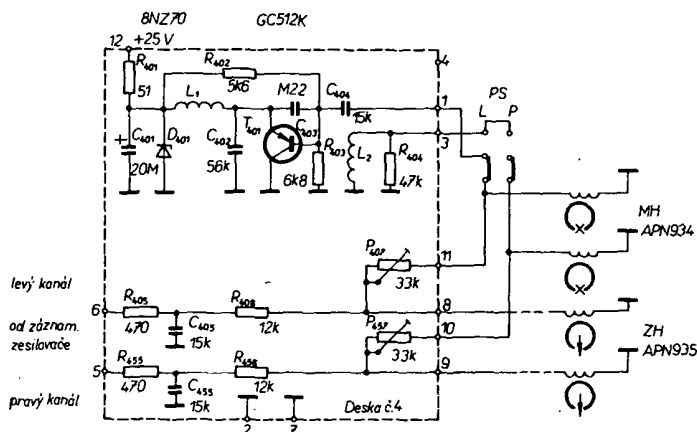 8NZ70 GC512K
12 +25 V
R401
51
R402
5k6
L1
M22
C404
15k
4
1
3
PS
L P
C401
20M
D401
C402
56k
T401
C403
R403
6k8
L2
R404
47k
MH
APN934
P407
33k
11
levý kanál
6
R405
470
C405
15k
R406
12k
8
od záznam.
zesilovače
P457
33k
10
ZH
APN935
5
R455
470
C455
15k
R456
12k
9
pravý kanál
2
7
Deska č.4